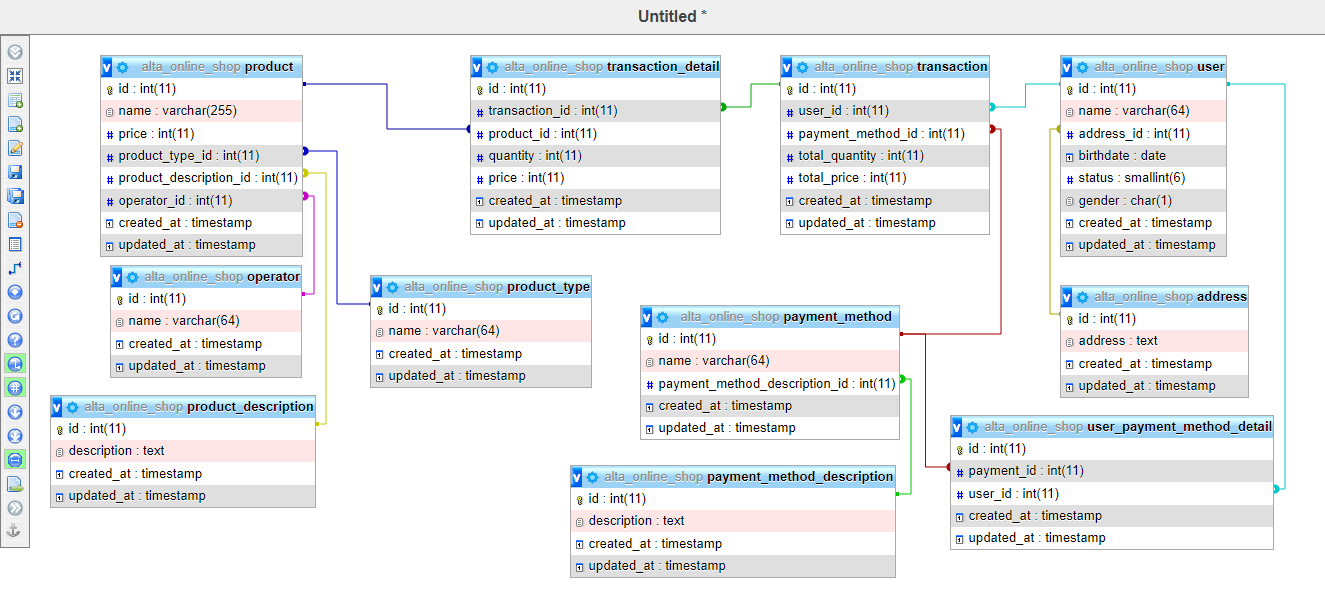 Untitled *
alta_online_shop product
id : int(11)
name : varchar(255)
price : int(11)
product_type_id : int(11)
product_description_id : int(11)
operator_id : int(11)
created_at : timestamp
updated_at : timestamp
alta_online_shop transaction_detail
id : int(11)
transaction_id : int(11)
product_id : int(11)
quantity : int(11)
price : int(11)
created_at : timestamp
updated_at : timestamp
alta_online_shop transaction
id : int(11)
user_id : int(11)
payment_method_id : int(11)
total_quantity : int(11)
total_price : int(11)
created_at : timestamp
updated_at : timestamp
alta_online_shop user
id : int(11)
name : varchar(64)
address_id : int(11)
birthdate : date
status : smallint(6)
gender : char(1)
created_at : timestamp
updated_at : timestamp
alta_online_shop operator
id : int(11)
name : varchar(64)
created_at : timestamp
updated_at : timestamp
alta_online_shop product_type
id : int(11)
name : varchar(64)
created_at : timestamp
updated_at : timestamp
alta_online_shop payment_method
id : int(11)
name : varchar(64)
payment_method_description_id : int(11)
created_at : timestamp
updated_at : timestamp
alta_online_shop address
id : int(11)
address : text
created_at : timestamp
updated_at : timestamp
alta_online_shop product_description
id : int(11)
description : text
created_at : timestamp
updated_at : timestamp
alta_online_shop payment_method_description
id : int(11)
description : text
created_at : timestamp
updated_at : timestamp
alta_online_shop user_payment_method_detail
id : int(11)
payment_id : int(11)
user_id : int(11)
created_at : timestamp
updated_at : timestamp